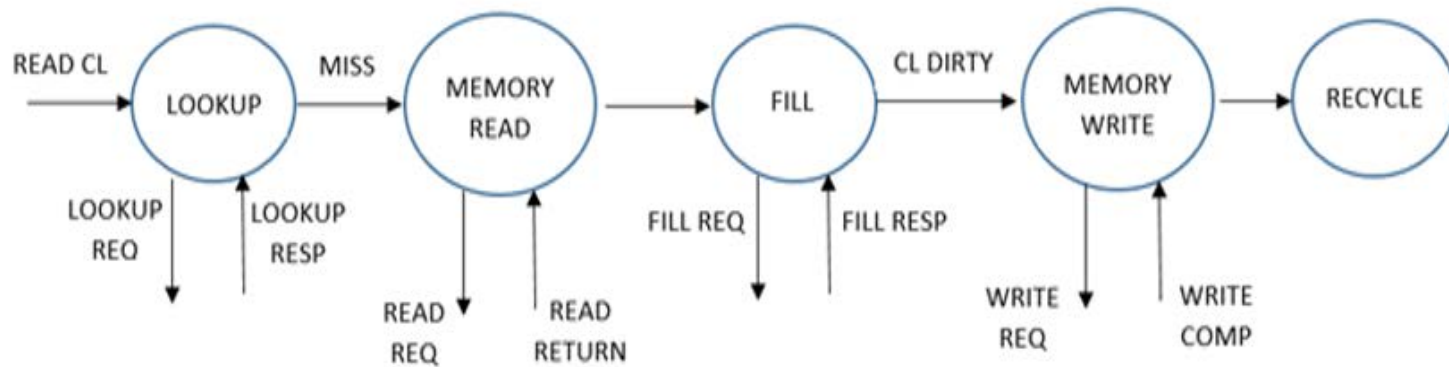 READ CL
LOOKUP
MISS
MEMORY
READ
FILL
CL DIRTY
MEMORY
WRITE
RECYCLE
LOOKUP
REQ
LOOKUP
RESP
READ
REQ
READ
RETURN
FILL REQ
FILL RESP
WRITE
REQ
WRITE
COMP